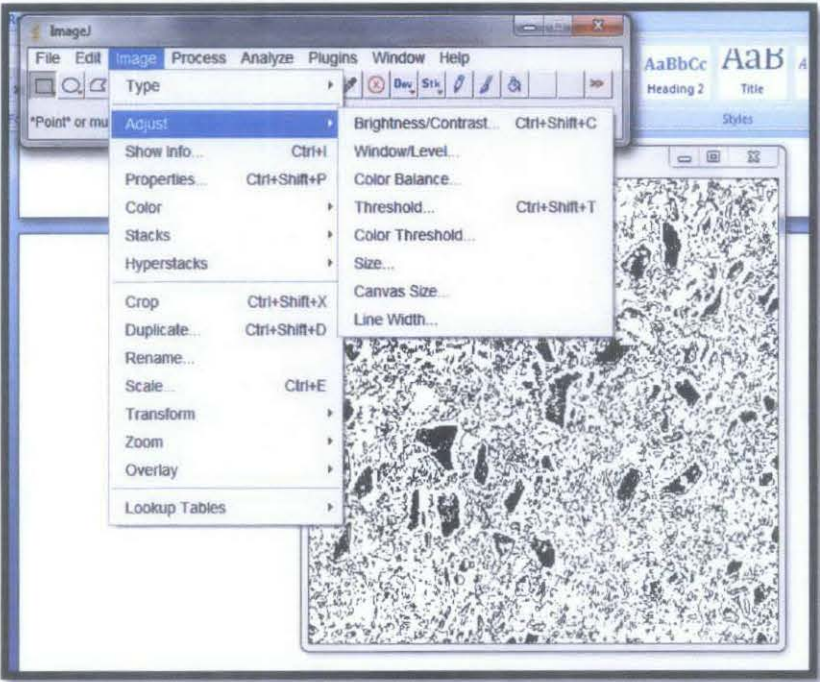 ImageJ
File Edit Image Process Analyze Plugins Window Help
Dev Stk
*Point* or mu
AaBbCc AaB
Heading 2 Title
Styles
Type
Adjust
Show Info... Ctrl+I
Properties... Ctrl+Shift+P
Color
Stacks
Hyperstacks
Crop Ctrl+Shift+X
Duplicate... Ctrl+Shift+D
Rename...
Scale... Ctrl+E
Transform
Zoom
Overlay
Lookup Tables
Brightness/Contrast... Ctrl+Shift+C
Window/Level...
Color Balance...
Threshold... Ctrl+Shift+T
Color Threshold...
Size...
Canvas Size...
Line Width...